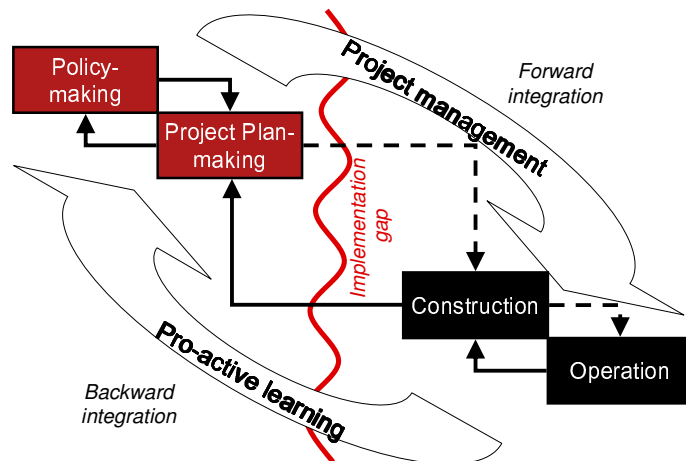 Policy-
making
Project Plan-
making
Project management
Forward
integration
Implementation
gap
Construction
Operation
Pro-active learning
Backward
integration